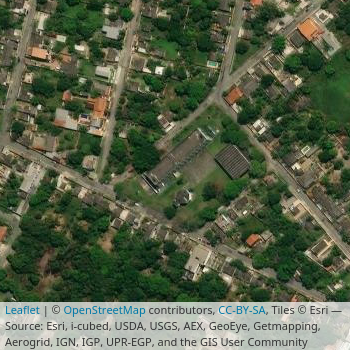 Leaflet | © OpenStreetMap contributors, CC-BY-SA, Tiles © Esri —
Source: Esri, i-cubed, USDA, USGS, AEX, GeoEye, Getmapping,
Aerogrid, IGN, IGP, UPR-EGP, and the GIS User Community